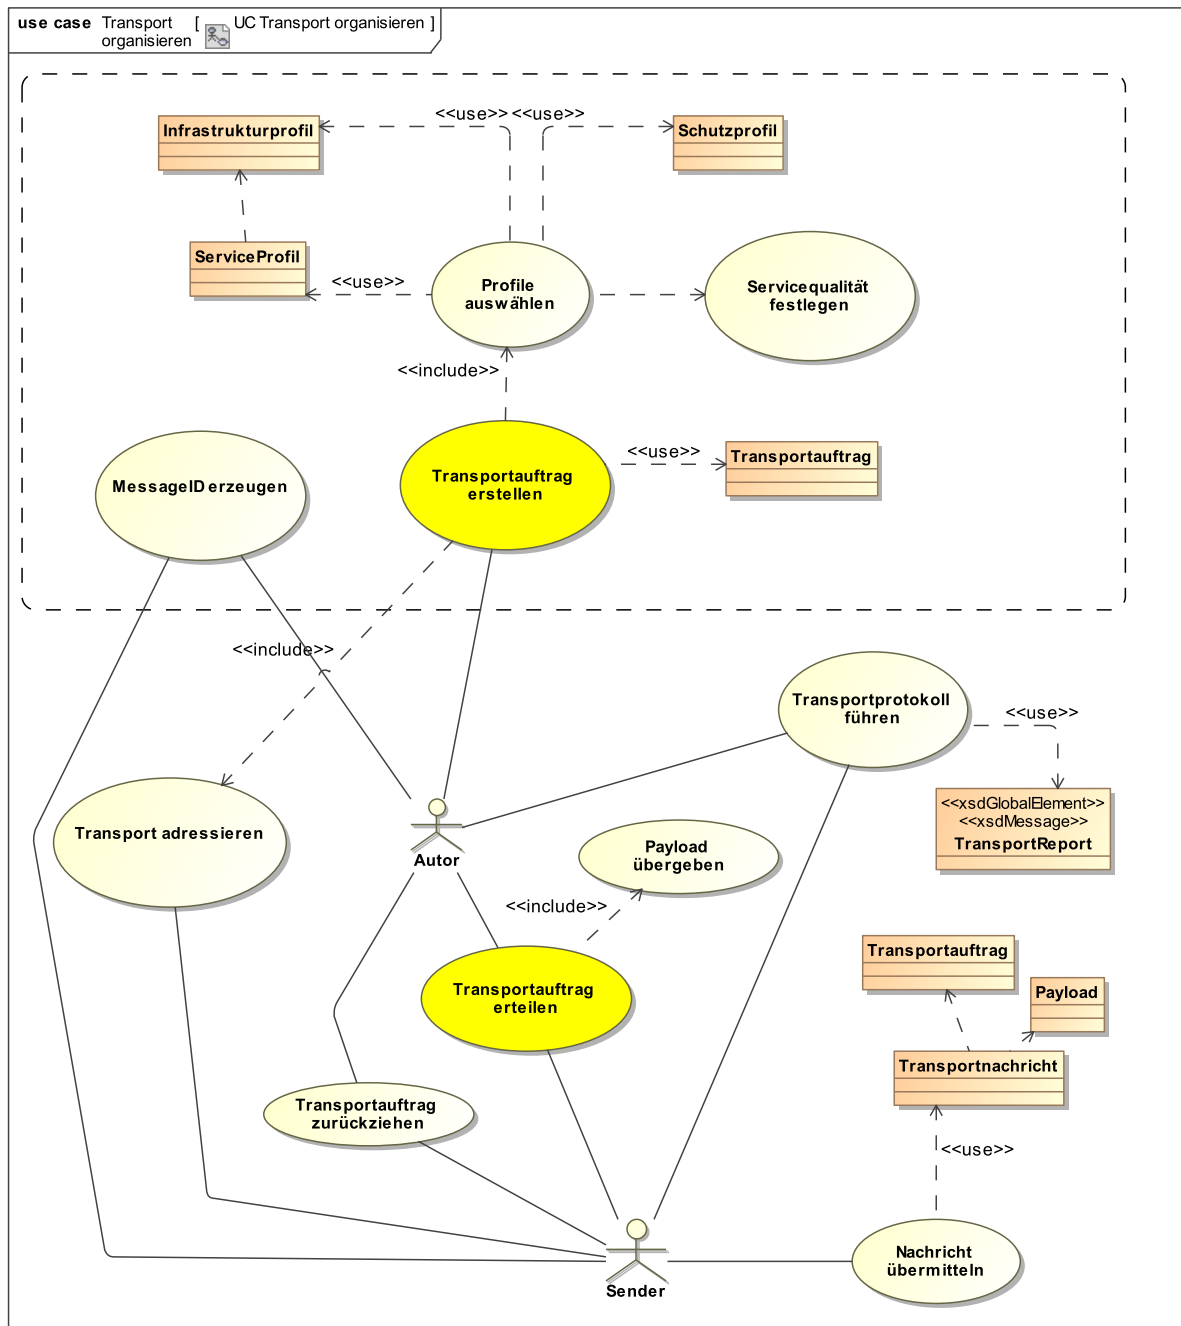 use case Transport organisieren [ UC Transport organisieren ]
<<use>> <<use>>
Infrastrukturprofil
Schutzprofil
ServiceProfil
<<use>>
Profile
auswählen
Servicequalität
festlegen
<<include>>
MessageID erzeugen
Transportauftrag
erstellen
<<use>>
Transportauftrag
<<include>>
Transportprotokoll
führen
<<use>>
<<xsdGlobalElement>>
<<xsdMessage>>
TransportReport
Transport adressieren
Autor
Payload
übergeben
<<include>>
Transportauftrag
erteilen
Transportauftrag
Payload
Transportnachricht
<<use>>
Transportauftrag
zurückziehen
Sender
Nachricht
übermitteln